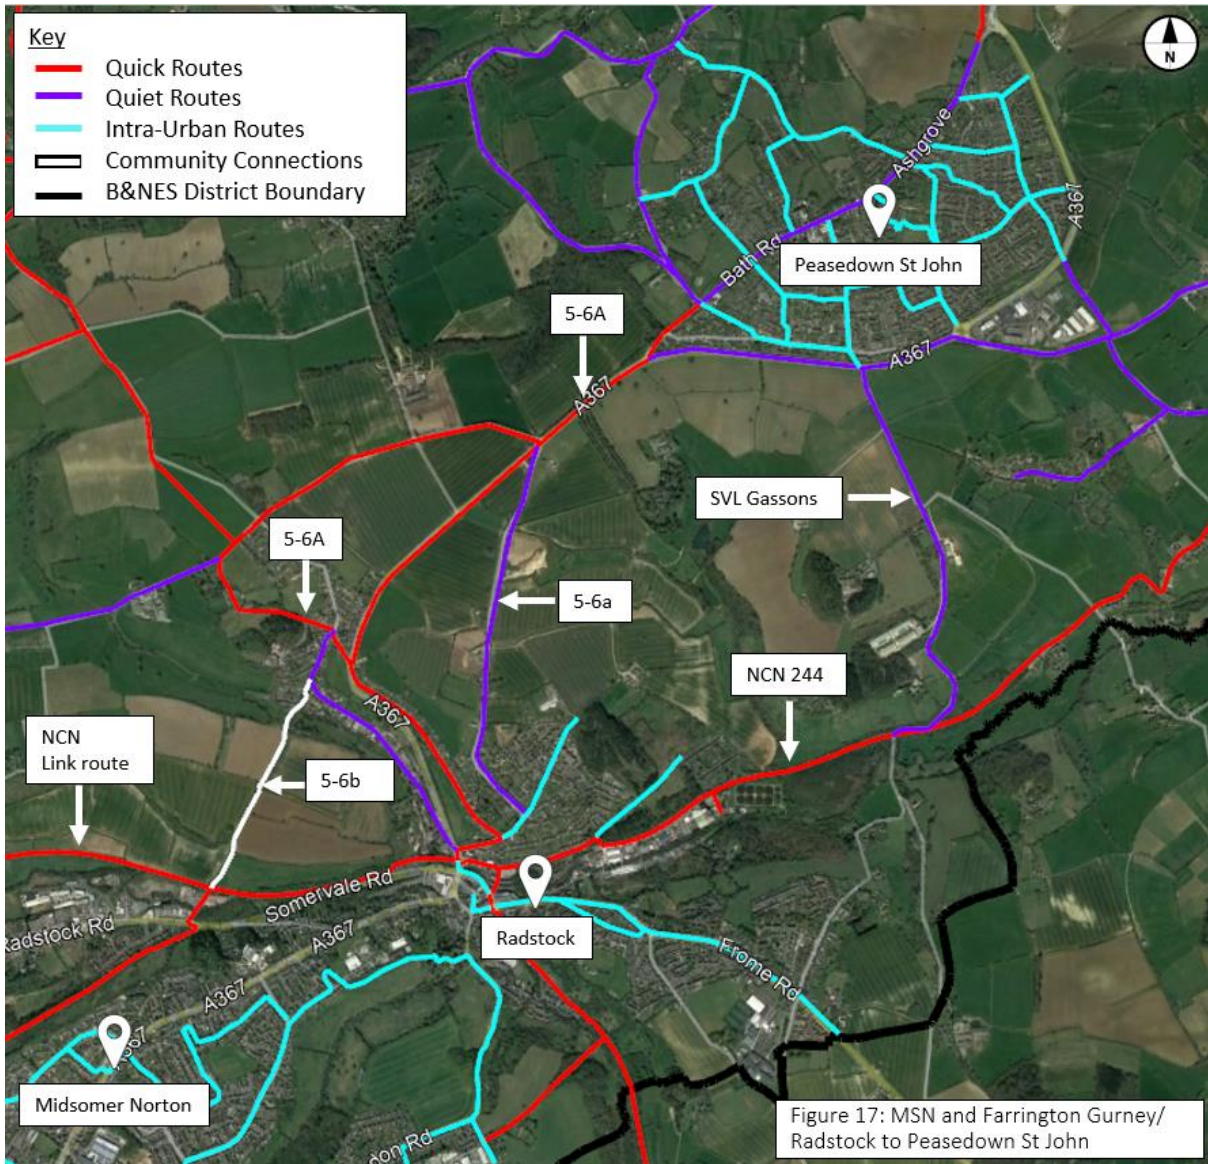 Key
Quick Routes
Quiet Routes
Intra-Urban Routes
Community Connections
B&NES District Boundary
N
Ashgrove
A367
Bath Rd
Peasedown St John
5-6A
A367
A367
SVL Gassons
5-6A
5-6a
NCN 244
A367
NCN
Link route
5-6b
Somervale Rd
Radstock Rd
A367
Radstock
Frome Rd
A367
A367
Midsomer Norton
don Rd
Figure 17: MSN and Farrington Gurney/
Radstock to Peasedown St John